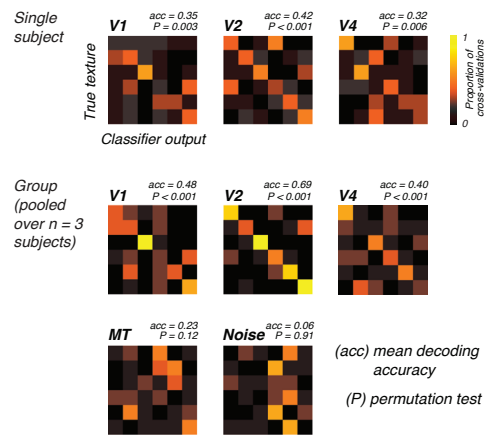 Single
subject
V1
acc = 0.35
P = 0.003
V2
acc = 0.42
P < 0.001
V4
acc = 0.32
P = 0.006
True texture
Classifier output
1
0
Proportion of
cross-validations
Group
(pooled
over n = 3
subjects)
V1
acc = 0.48
P < 0.001
V2
acc = 0.69
P < 0.001
V4
acc = 0.40
P < 0.001
MT
acc = 0.23
P = 0.12
Noise
acc = 0.06
P = 0.91
(acc) mean decoding
accuracy
(P) permutation test